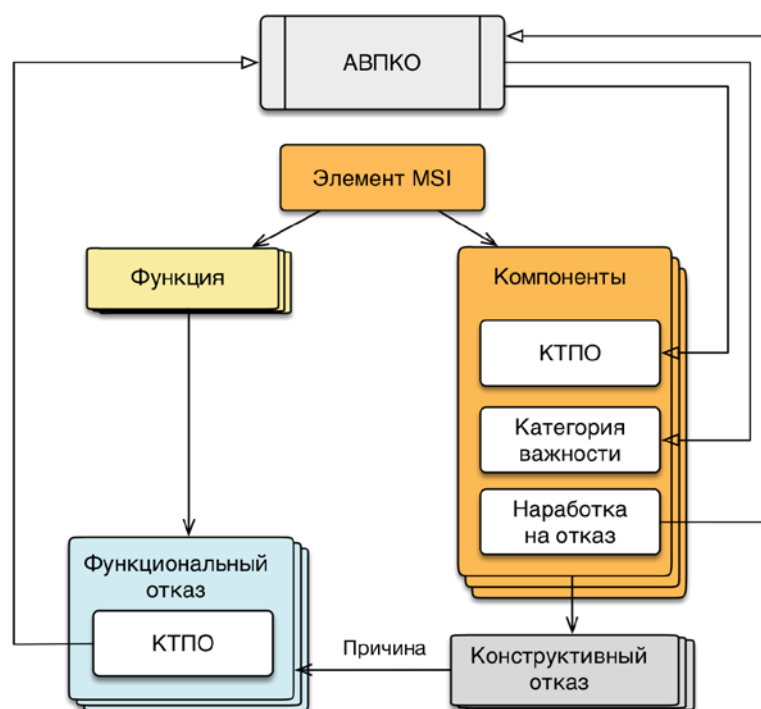 АВПКО
Элемент MSI
Функция
Компоненты
КТПО
Категория
важности
Наработка
на отказ
Функциональный
отказ
КТПО
Причина
Конструктивный
отказ